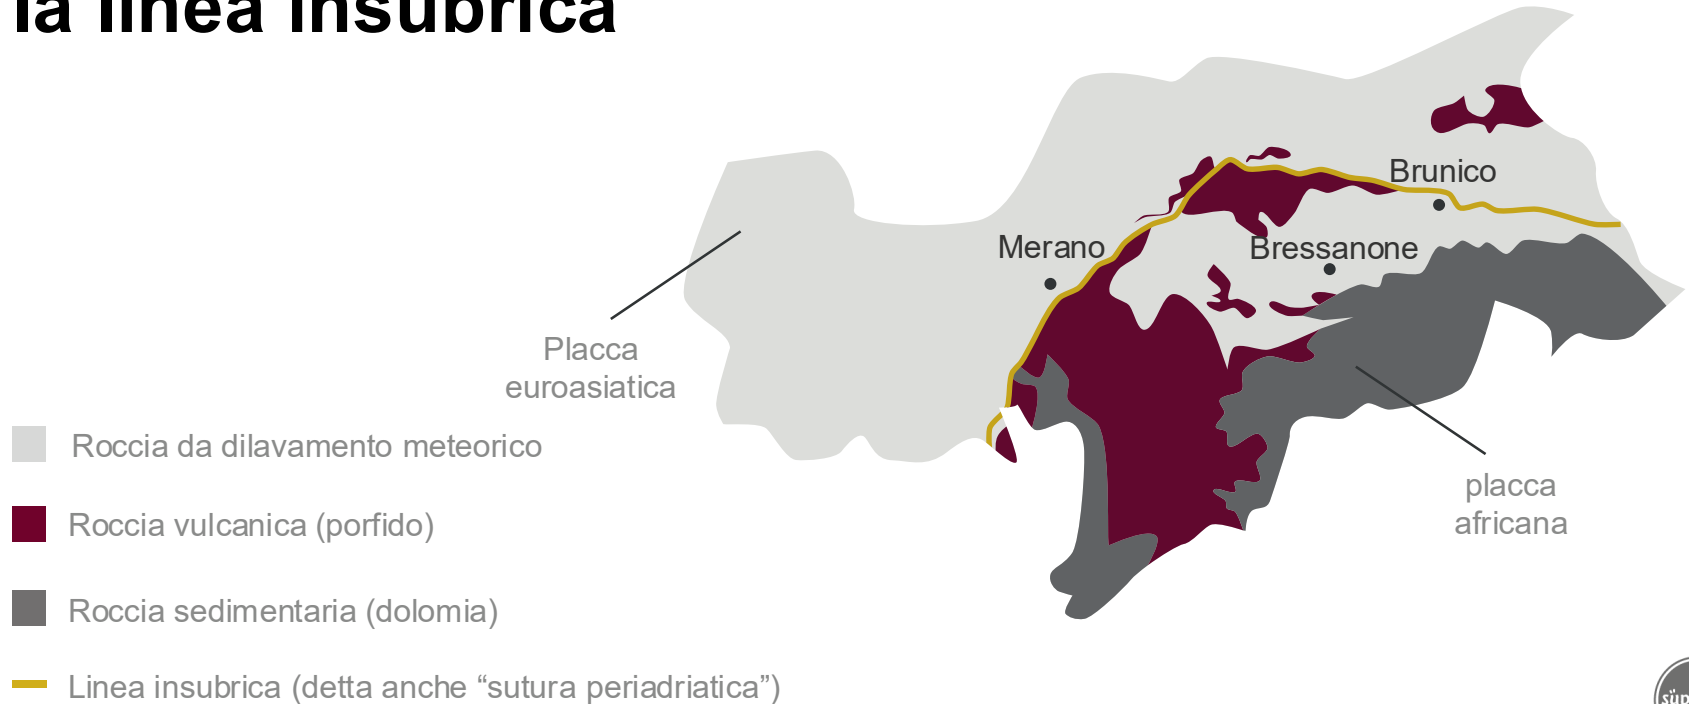 la linea insubrica
Brunico
Merano
Bressanone
Placca
euroasiatica
Roccia da dilavamento meteorico
placca
africana
Roccia vulcanica (porfido)
Roccia sedimentaria (dolomia)
Linea insubrica (detta anche “sutura periadriatica”)